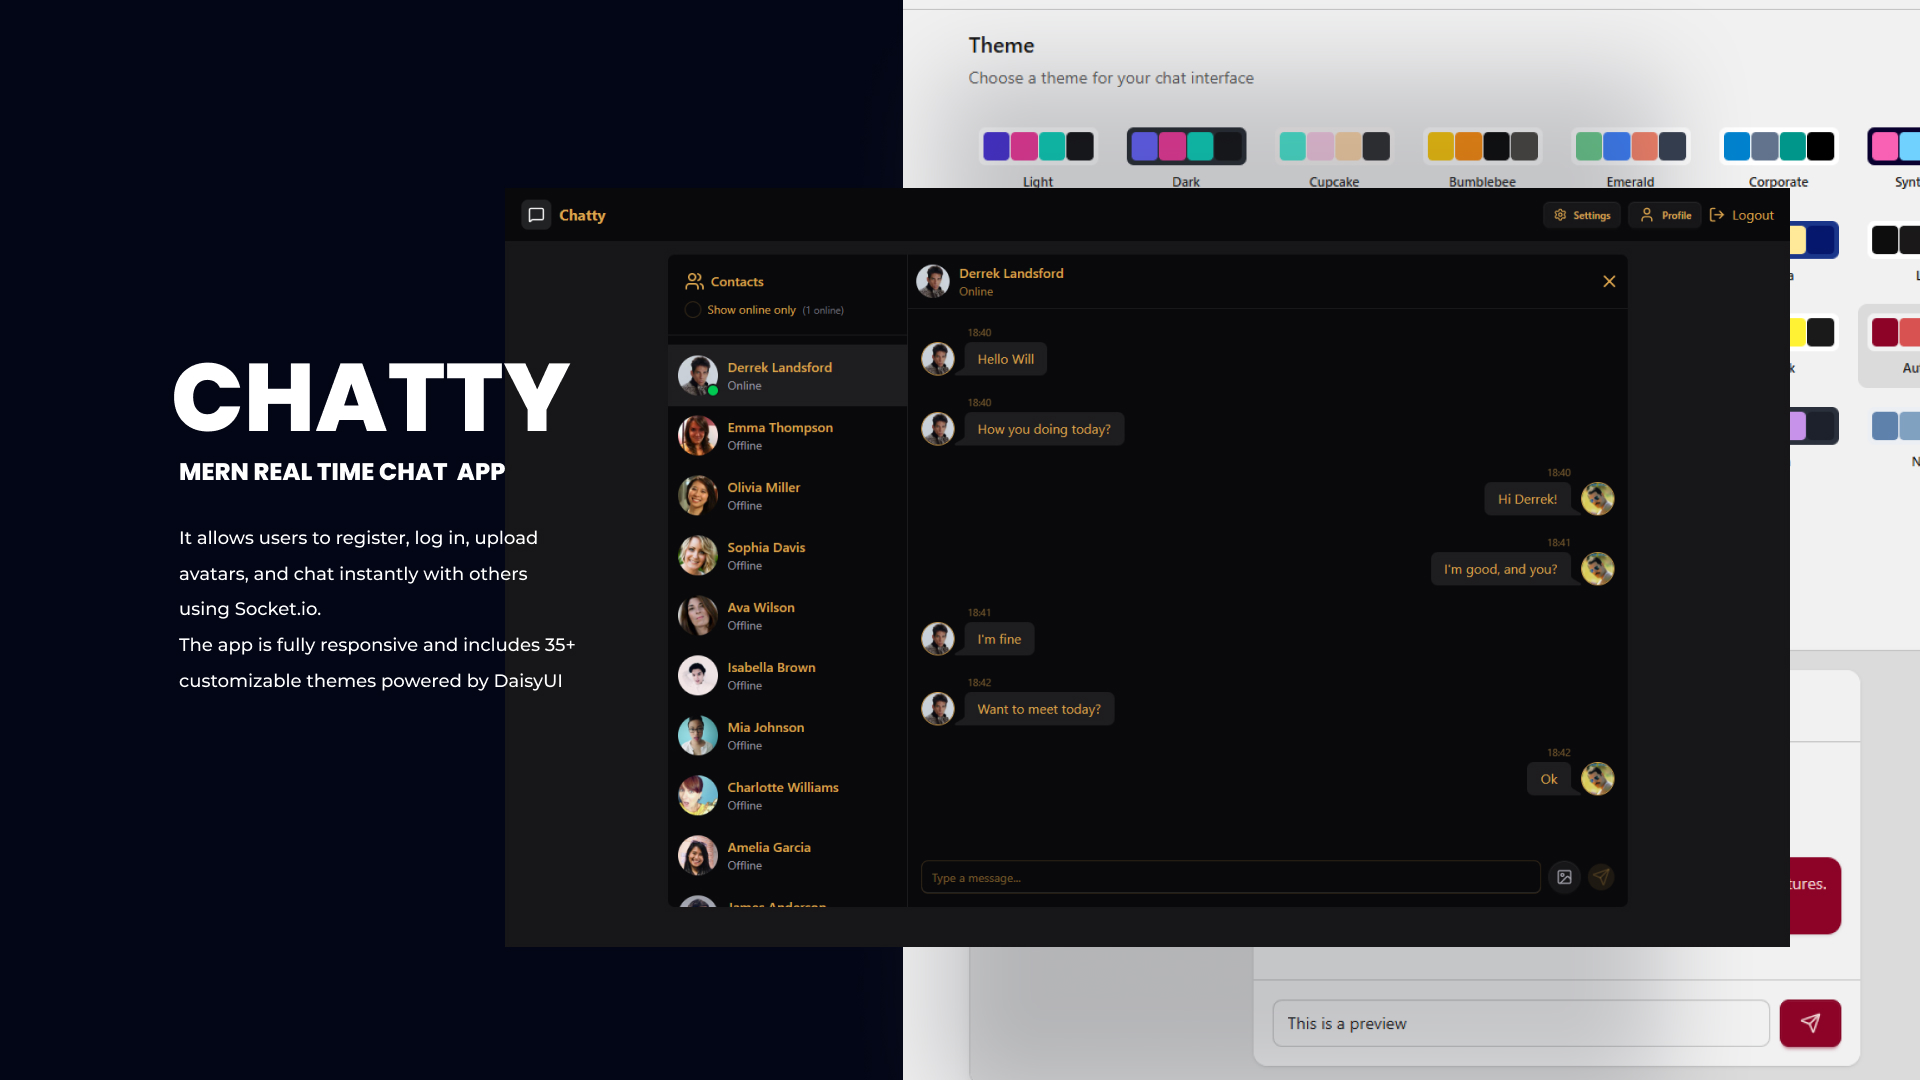 CHATTY
MERN REAL TIME CHAT APP
It allows users to register, log in, upload
avatars, and chat instantly with others
using Socket.io.
The app is fully responsive and includes 35+
customizable themes powered by DaisyUI
Theme
Choose a theme for your chat interface
Light Dark Cupcake Bumblebee Emerald Corporate
Chatty
Settings Profile Logout
Contacts
Show online only (1 online)
Derrek Landsford
Online
Emma Thompson
Offline
Olivia Miller
Offline
Sophia Davis
Offline
Ava Wilson
Offline
Isabella Brown
Offline
Mia Johnson
Offline
Charlotte Williams
Offline
Amelia Garcia
Offline
James Anderson
Derrek Landsford
Online
18:40
Hello Will
18:40
How you doing today?
18:40
Hi Derrek!
18:41
I'm good, and you?
18:41
I'm fine
18:42
Want to meet today?
18:42
Ok
Type a message...
This is a preview